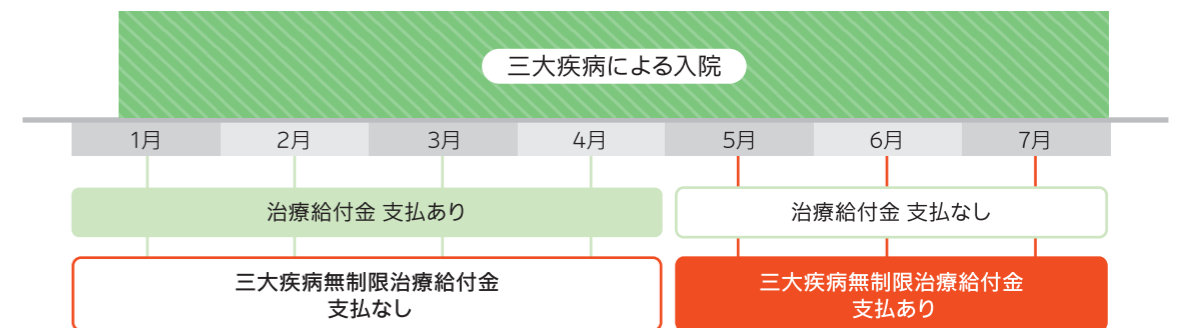 三大疾病による入院
1月 2月 3月 4月 5月 6月 7月
治療給付金 支払あり
治療給付金 支払なし
三大疾病無制限治療給付金
支払なし
三大疾病無制限治療給付金
支払あり